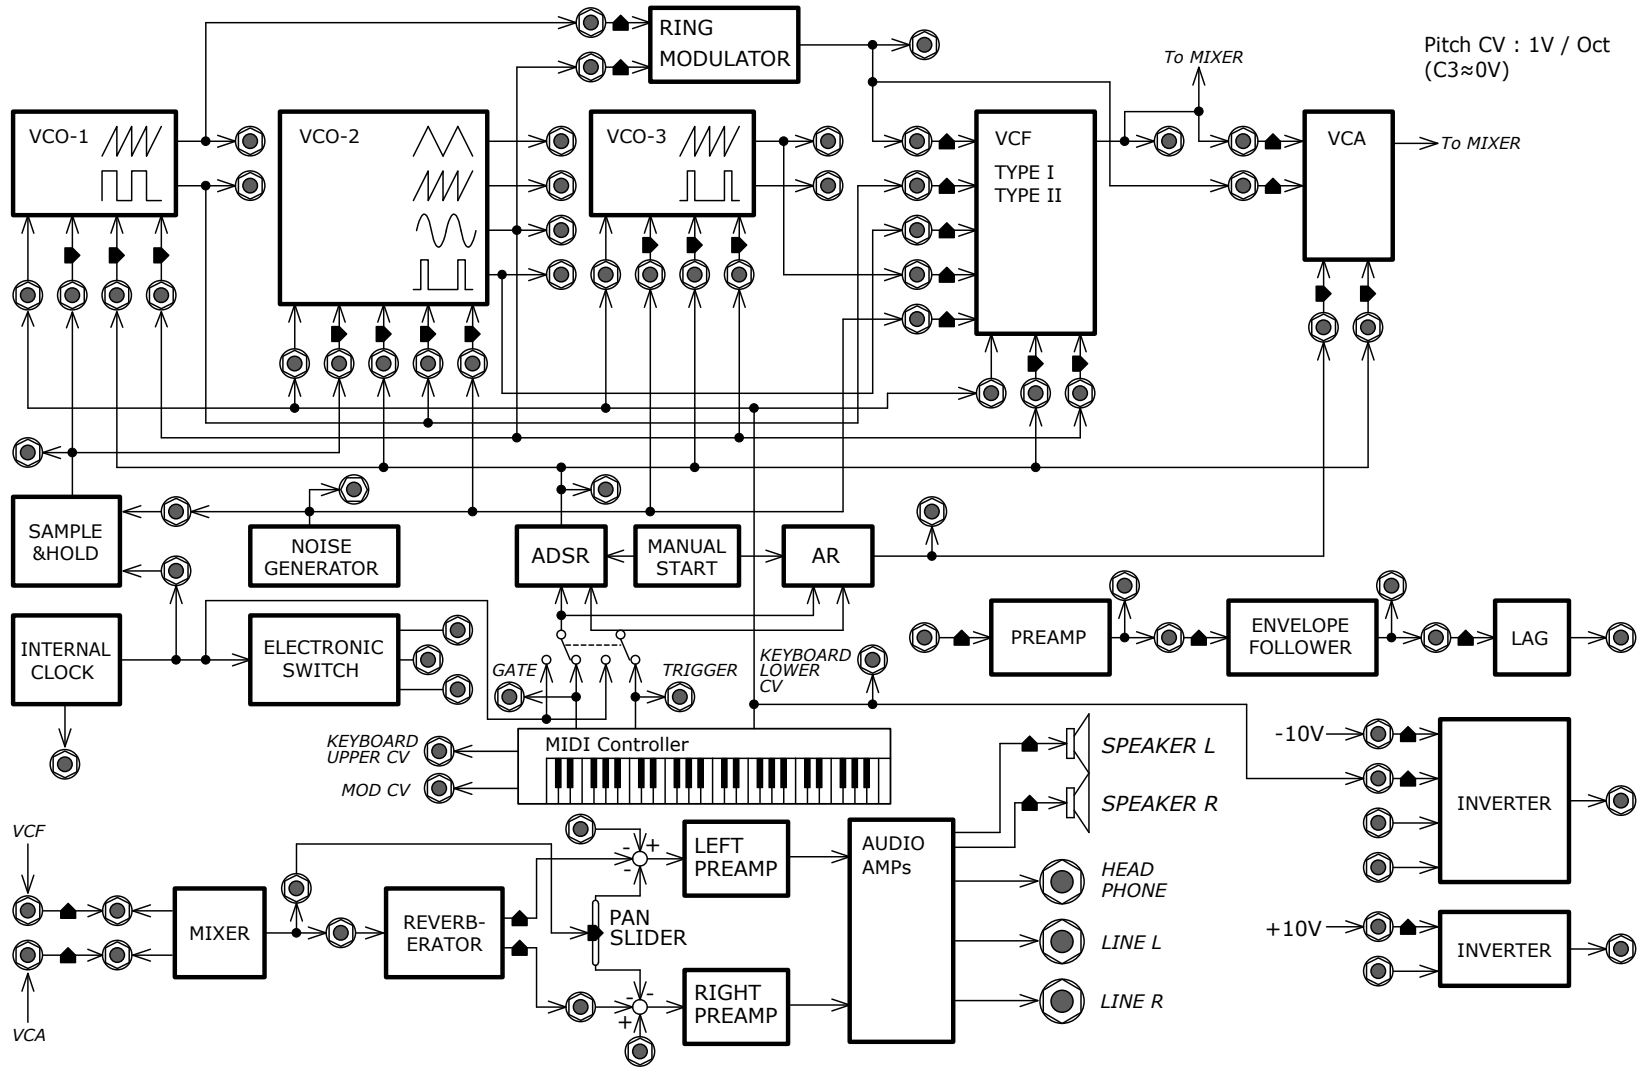 RING
MODULATOR
Pitch CV : 1V / Oct
(C3≈0V)
To MIXER
VCO-1
VCO-2
VCO-3
VCF
TYPE I
TYPE II
VCA
To MIXER
SAMPLE
&HOLD
NOISE
GENERATOR
ADSR
MANUAL
START
AR
INTERNAL
CLOCK
ELECTRONIC
SWITCH
GATE
TRIGGER
KEYBOARD
LOWER
CV
PREAMP
ENVELOPE
FOLLOWER
LAG
KEYBOARD
UPPER CV
MOD CV
MIDI Controller
SPEAKER L
SPEAKER R
-10V
INVERTER
+10V
INVERTER
VCF
VCA
MIXER
REVERB-
ERATOR
PAN
SLIDER
- +
-
LEFT
PREAMP
- -
+
RIGHT
PREAMP
AUDIO
AMPs
HEAD
PHONE
LINE L
LINE R